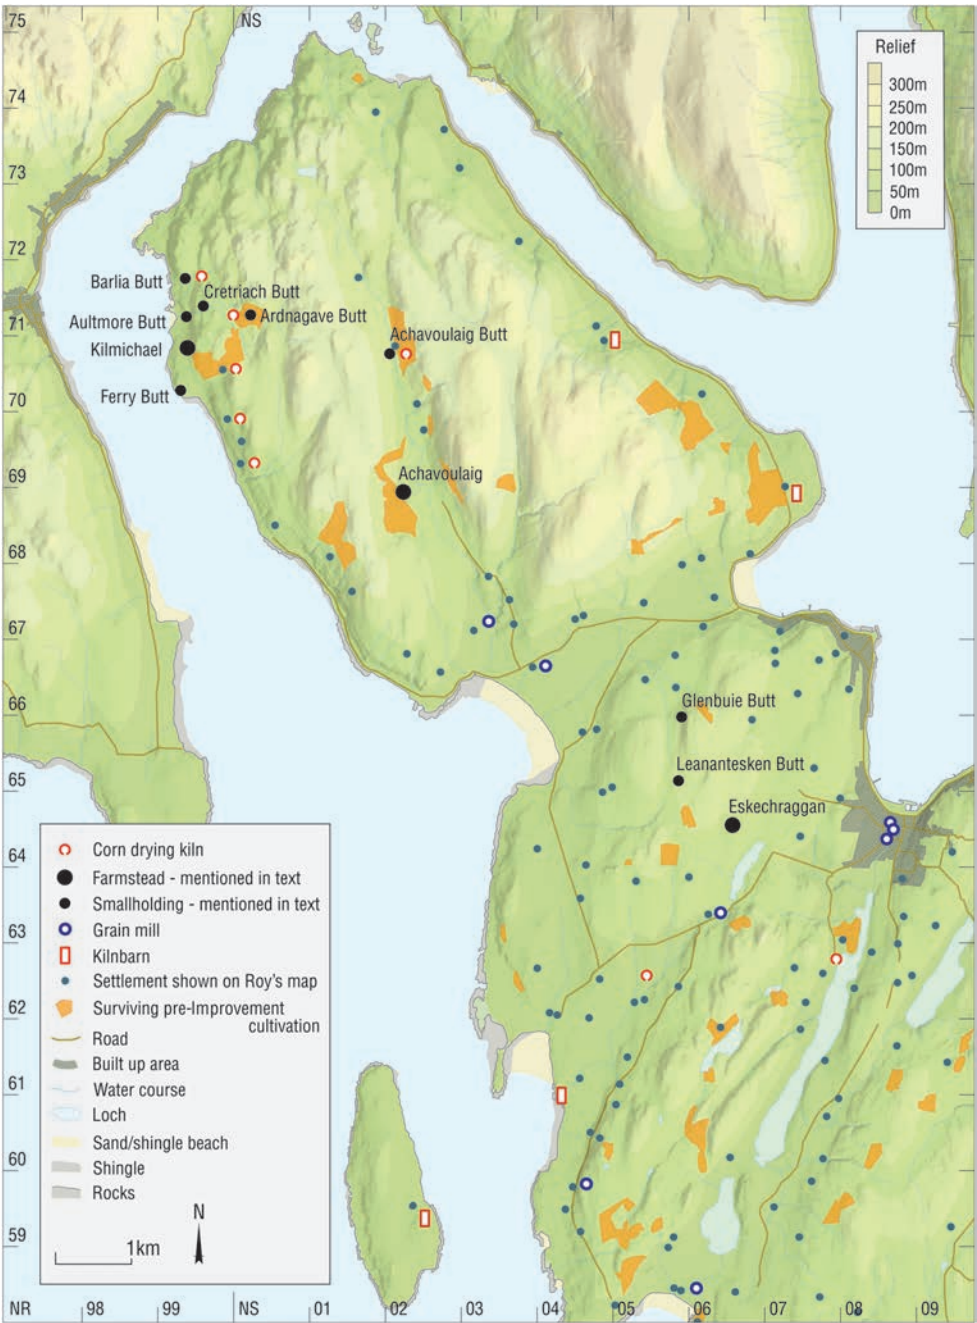 75
NS
74
73
72
71
70
69
68
67
66
65
64
63
62
61
60
59
Relief
300m
250m
200m
150m
100m
50m
0m
Barlia Butt
Cretriach Butt
Aultmore Butt
Ardnagave Butt
Kilmichael
Achavoulaig Butt
Ferry Butt
Achavoulaig
Glenbuie Butt
Leanantesken Butt
Eskechraggan
Corn drying kiln
Farmstead - mentioned in text
Smallholding - mentioned in text
Grain mill
Kilnbarn
Settlement shown on Roy's map
Surviving pre-Improvement
cultivation
Road
Built up area
Water course
Loch
Sand/shingle beach
Shingle
Rocks
N
1km
NR 98 99 NS 01 02 03 04 05 06 07 08 09